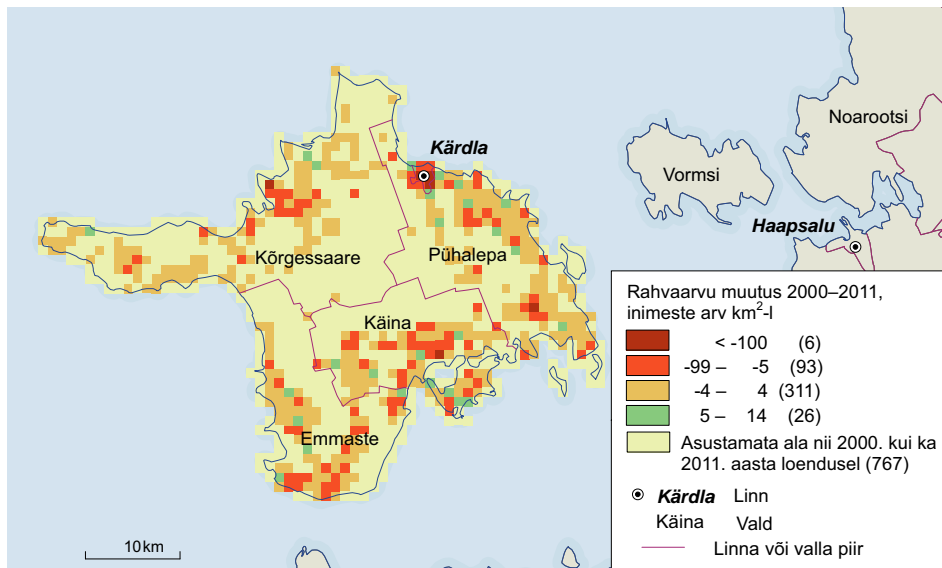 Noarootsi
Kärdla
Vormsi
Haapsalu
Kõrgessaare
Pühalepa
Käina
Emmaste
10 km
Rahvaarvu muutus 2000–2011,
inimeste arv km²-l
< -100 (6)
-99 – -5 (93)
-4 – 4 (311)
5 – 14 (26)
Asustamata ala nii 2000. kui ka
2011. aasta loendusel (767)
Kärdla Linn
Käina Vald
Linna või valla piir